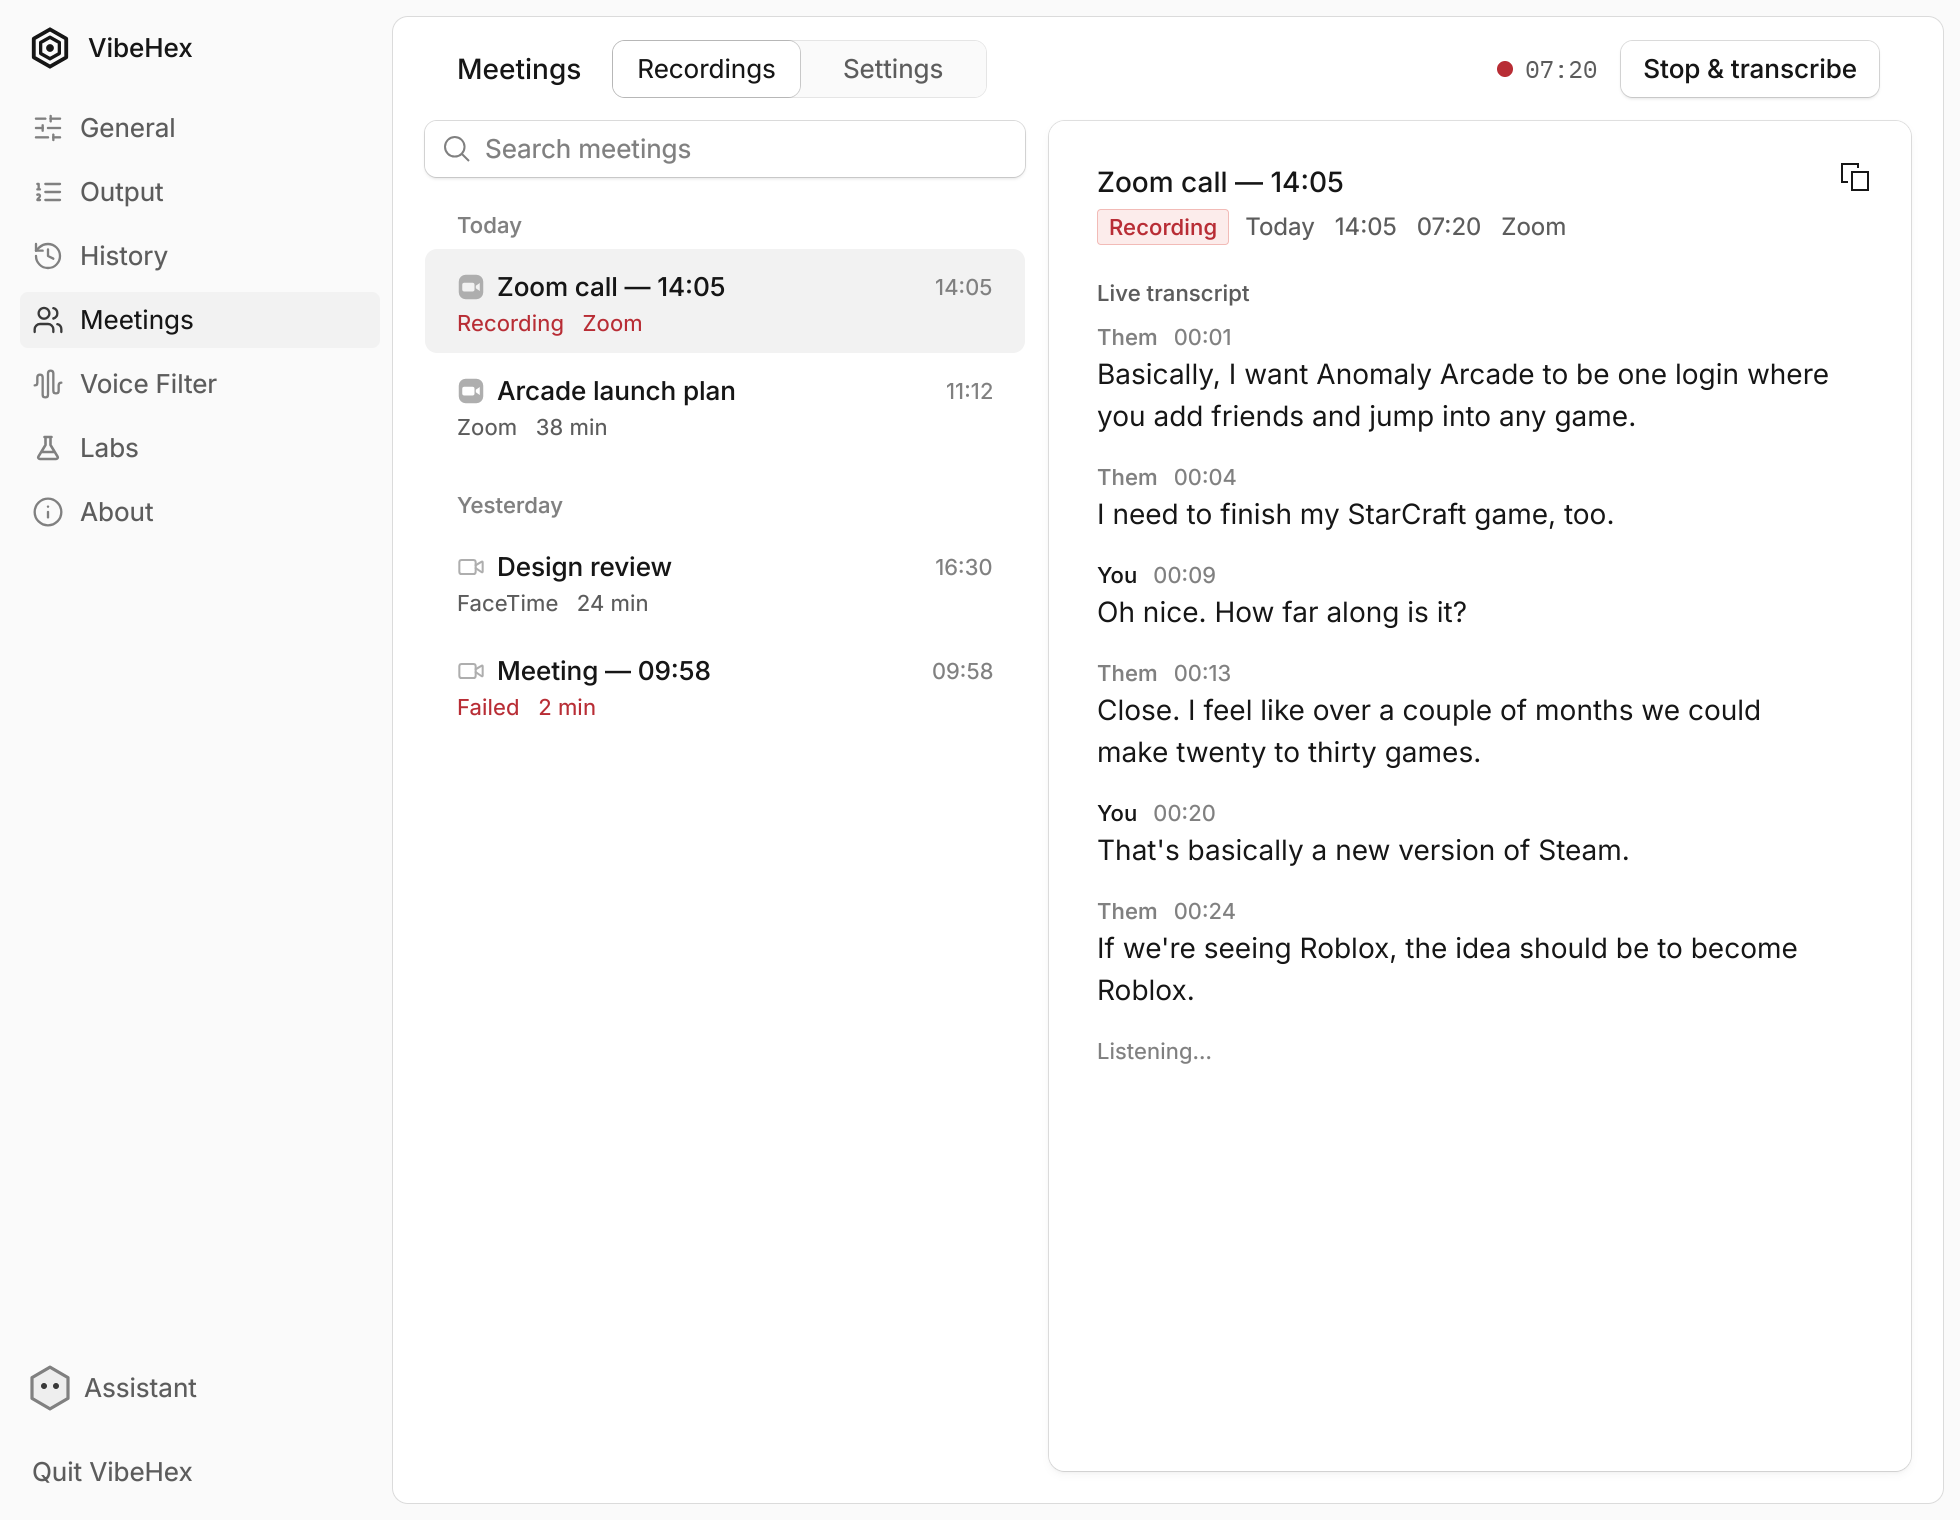 VibeHex
General
Output
History
Meetings
Voice Filter
Labs
About
Assistant
Quit VibeHex
Meetings
Recordings
Settings
07:20
Stop & transcribe
Search meetings
Today
Zoom call — 14:05
14:05
Recording Zoom
Arcade launch plan
11:12
Zoom 38 min
Yesterday
Design review
16:30
FaceTime 24 min
Meeting — 09:58
09:58
Failed 2 min
Zoom call — 14:05
Recording Today 14:05 07:20 Zoom
Live transcript
Them 00:01
Basically, I want Anomaly Arcade to be one login where
you add friends and jump into any game.
Them 00:04
I need to finish my StarCraft game, too.
You 00:09
Oh nice. How far along is it?
Them 00:13
Close. I feel like over a couple of months we could
make twenty to thirty games.
You 00:20
That's basically a new version of Steam.
Them 00:24
If we're seeing Roblox, the idea should be to become
Roblox.
Listening...